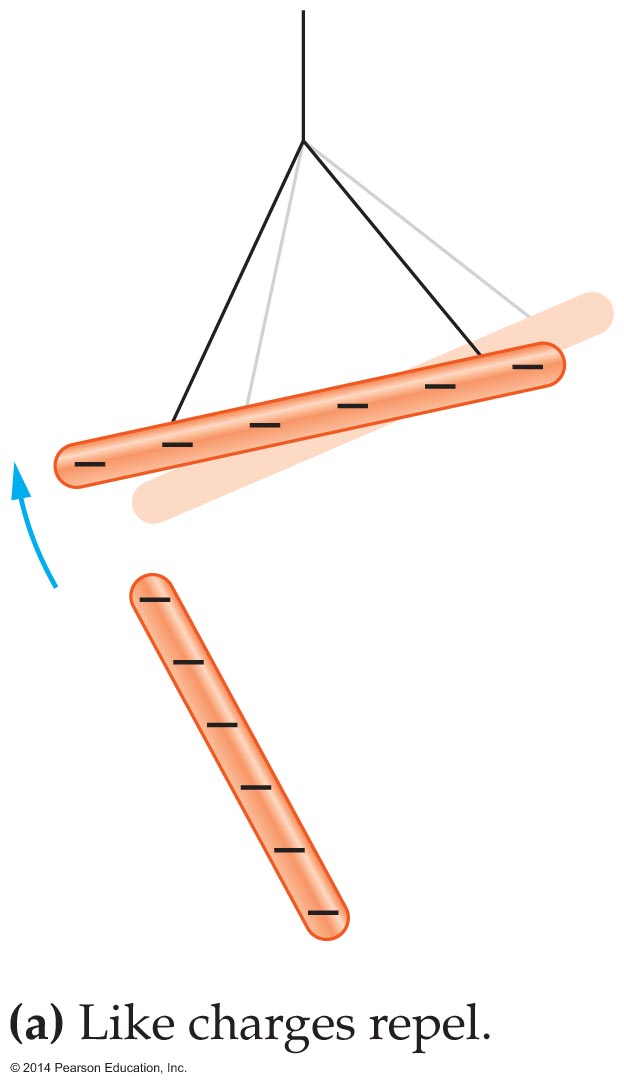 (a) Like charges repel.
© 2014 Pearson Education, Inc.